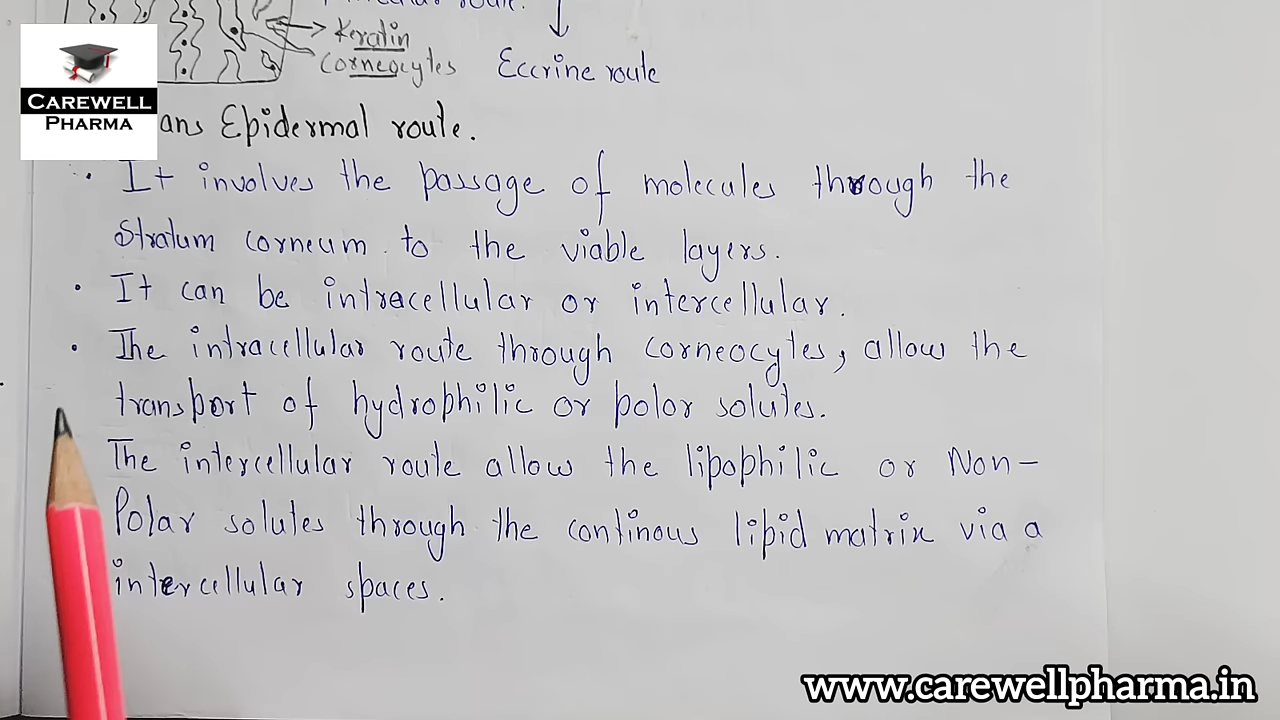 route.
Keratin
Corneocytes
Eccrine route
CAREWELL
PHARMA
ans Epidermal route.
• It involves the passage of molecules through the
Stratum corneum to the viable layers.
• It can be intracellular or intercellular.
• The intracellular route through corneocytes, allow the
transport of hydrophilic or polor solutes.
The intercellular route allow the lipophilic or Non-
Polar solutes through the continous lipid matrix via a
intercellular spaces.
www.carewellpharma.in